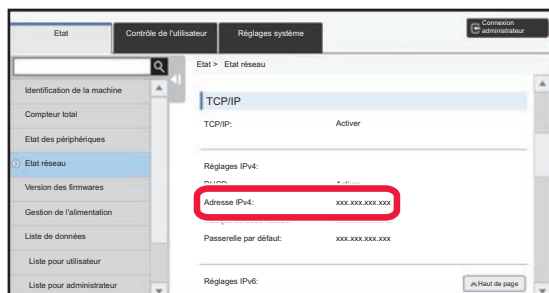 Etat
Contrôle de l'utilisateur
Réglages système
Connexion administrateur
Etat > Etat réseau
Identification de la machine
Compteur total
Etat des périphériques
Etat réseau
Version des firmwares
Gestion de l'alimentation
Liste de données
Liste pour utilisateur
Liste pour administrateur
TCP/IP
TCP/IP: Activer
Réglages IPv4:
Adresse IPv4: xxx.xxx.xxx.xxx
Passerelle par défaut: xxx.xxx.xxx.xxx
Réglages IPv6:
Haut de page